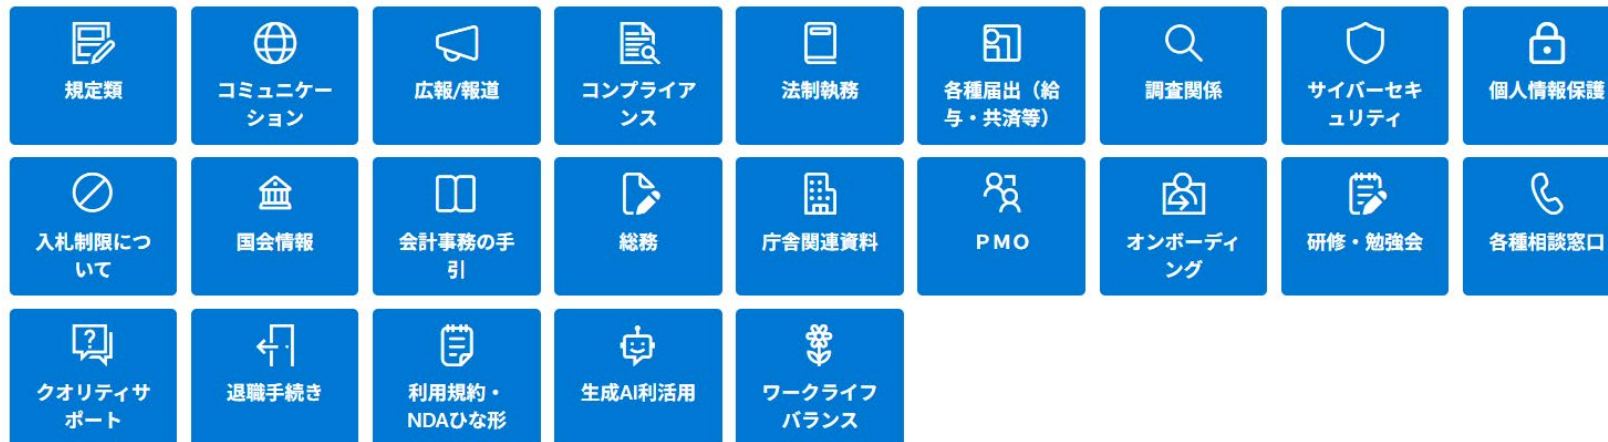 規定類
コミュニケー
ション
広報/報道
コンプライア
ンス
法制執務
各種届出（給
与・共済等）
調査関係
サイバーセキ
ュリティ
個人情報保護
入札制限につ
いて
国会情報
会計事務の手
引
総務
庁舎関連資料
ＰＭＯ
オンボーディ
ング
研修・勉強会
各種相談窓口
クオリティサ
ポート
退職手続き
利用規約・
NDAひな形
生成AI利活用
ワークライフ
バランス